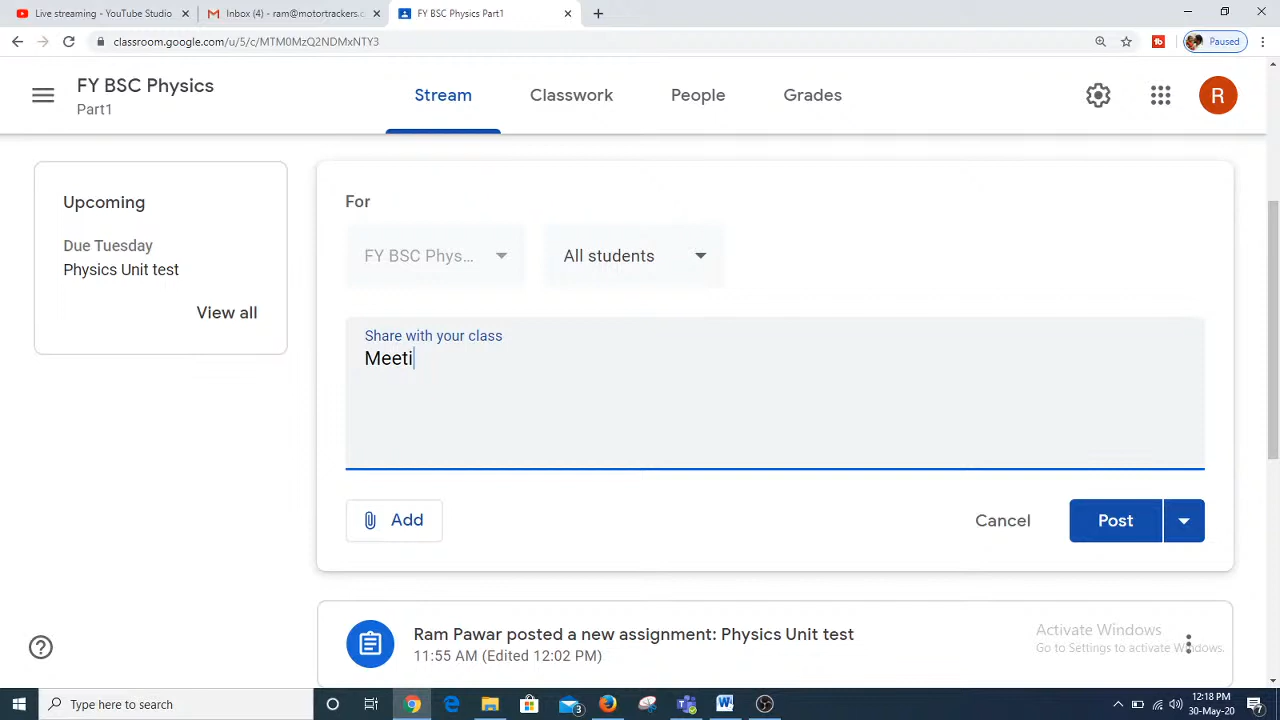 Live streaming - YouTube Studio
Inbox (4) - ram@motortrackers.c
FY BSC Physics Part1
classroom.google.com/u/5/c/MTM0MzQ2NDMxNTY3
Paused
FY BSC Physics
Part1
Stream
Classwork
People
Grades
R
Upcoming
Due Tuesday
Physics Unit test
View all
For
FY BSC Phys...
All students
Share with your class
Meeti
Add
Cancel
Post
Ram Pawar posted a new assignment: Physics Unit test
11:55 AM (Edited 12:02 PM)
Activate Windows
Go to Settings to activate Windows.
Type here to search
3
12:18 PM
30-May-20
7